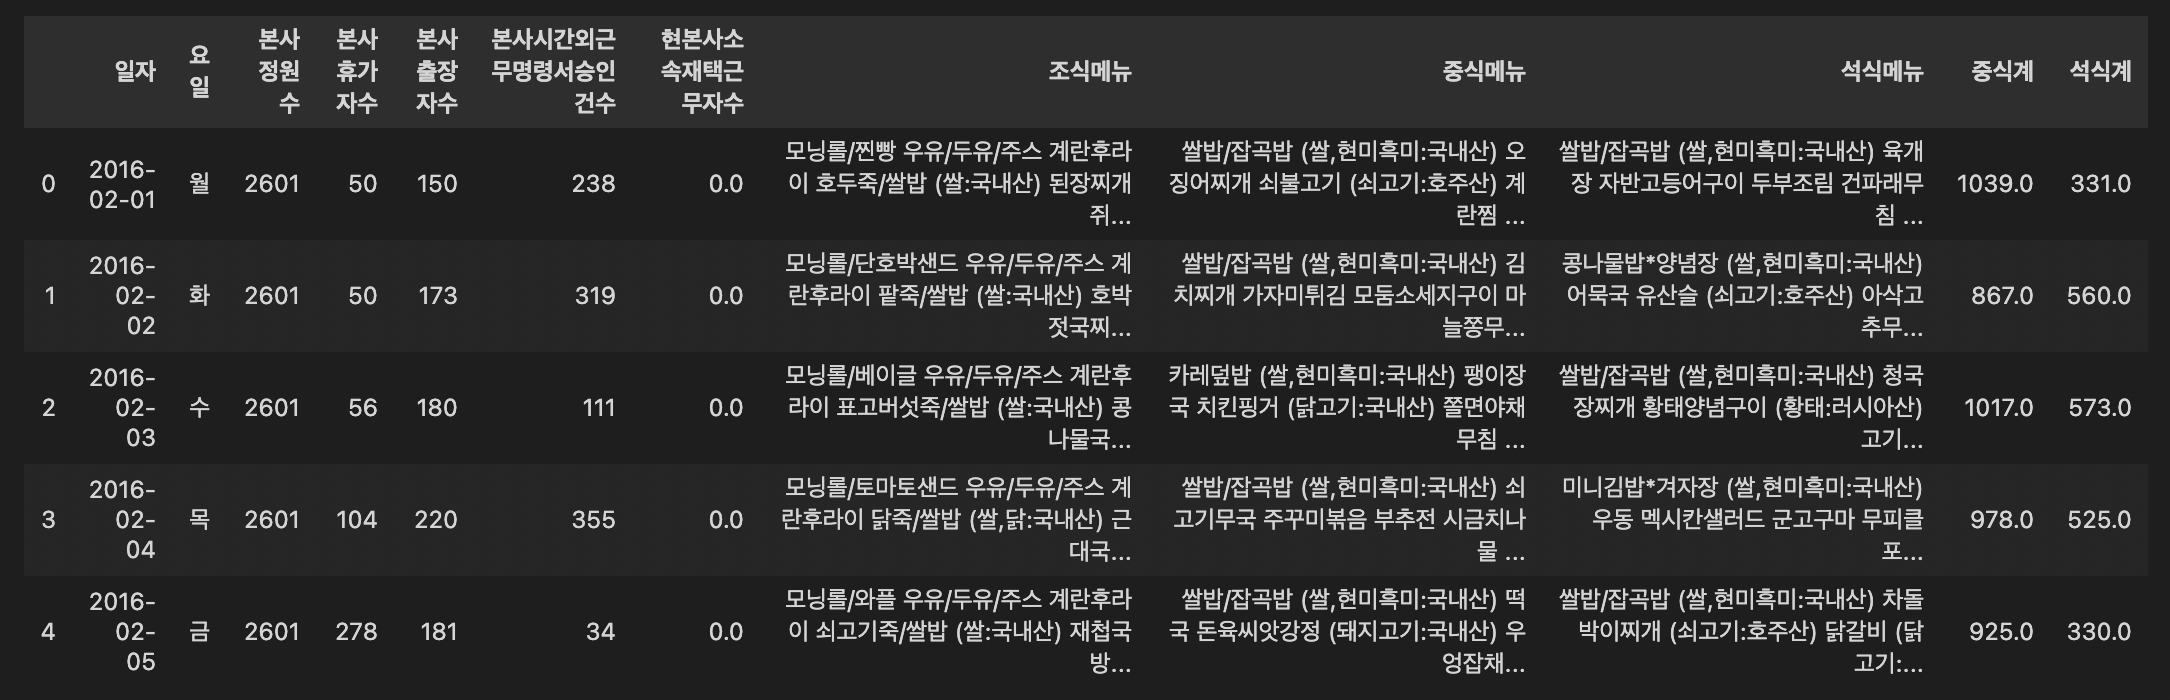 일자 요일 본사정원수 본사휴가자수 본사출장자수 본사시간외근무명령서승인건수 현본사소속재택근무자수 조식메뉴 중식메뉴 석식메뉴 중식계 석식계
0 2016-02-01 월 2601 50 150 238 0.0 모닝롤/찐빵 우유/두유/주스 계란후라이 호두죽/쌀밥 (쌀:국내산) 된장찌개 쥐... 쌀밥/잡곡밥 (쌀,현미흑미:국내산) 오징어찌개 쇠불고기 (쇠고기:호주산) 계란찜 ... 쌀밥/잡곡밥 (쌀,현미흑미:국내산) 육개장 자반고등어구이 두부조림 건파래무침 ... 1039.0 331.0
1 2016-02-02 화 2601 50 173 319 0.0 모닝롤/단호박샌드 우유/두유/주스 계란후라이 팥죽/쌀밥 (쌀:국내산) 호박젓국찌... 쌀밥/잡곡밥 (쌀,현미흑미:국내산) 김치찌개 가자미튀김 모둠소세지구이 마늘쫑무... 콩나물밥*양념장 (쌀,현미흑미:국내산) 어묵국 유산슬 (쇠고기:호주산) 아삭고추무... 867.0 560.0
2 2016-02-03 수 2601 56 180 111 0.0 모닝롤/베이글 우유/두유/주스 계란후라이 표고버섯죽/쌀밥 (쌀:국내산) 콩나물국... 카레덮밥 (쌀,현미흑미:국내산) 팽이장국 치킨핑거 (닭고기:국내산) 쫄면야채무침 ... 쌀밥/잡곡밥 (쌀,현미흑미:국내산) 청국장찌개 황태양념구이 (황태:러시아산) 고기... 1017.0 573.0
3 2016-02-04 목 2601 104 220 355 0.0 모닝롤/토마토샌드 우유/두유/주스 계란후라이 닭죽/쌀밥 (쌀,닭:국내산) 근대국... 쌀밥/잡곡밥 (쌀,현미흑미:국내산) 쇠고기무국 주꾸미볶음 부추전 시금치나물 ... 미니김밥*겨자장 (쌀,현미흑미:국내산) 우동 멕시칸샐러드 군고구마 무피클 포... 978.0 525.0
4 2016-02-05 금 2601 278 181 34 0.0 모닝롤/와플 우유/두유/주스 계란후라이 쇠고기죽/쌀밥 (쌀:국내산) 재첩국 방... 쌀밥/잡곡밥 (쌀,현미흑미:국내산) 떡국 돈육씨앗강정 (돼지고기:국내산) 우엉잡채... 쌀밥/잡곡밥 (쌀,현미흑미:국내산) 차돌박이찌개 (쇠고기:호주산) 닭갈비 (닭고기:... 925.0 330.0